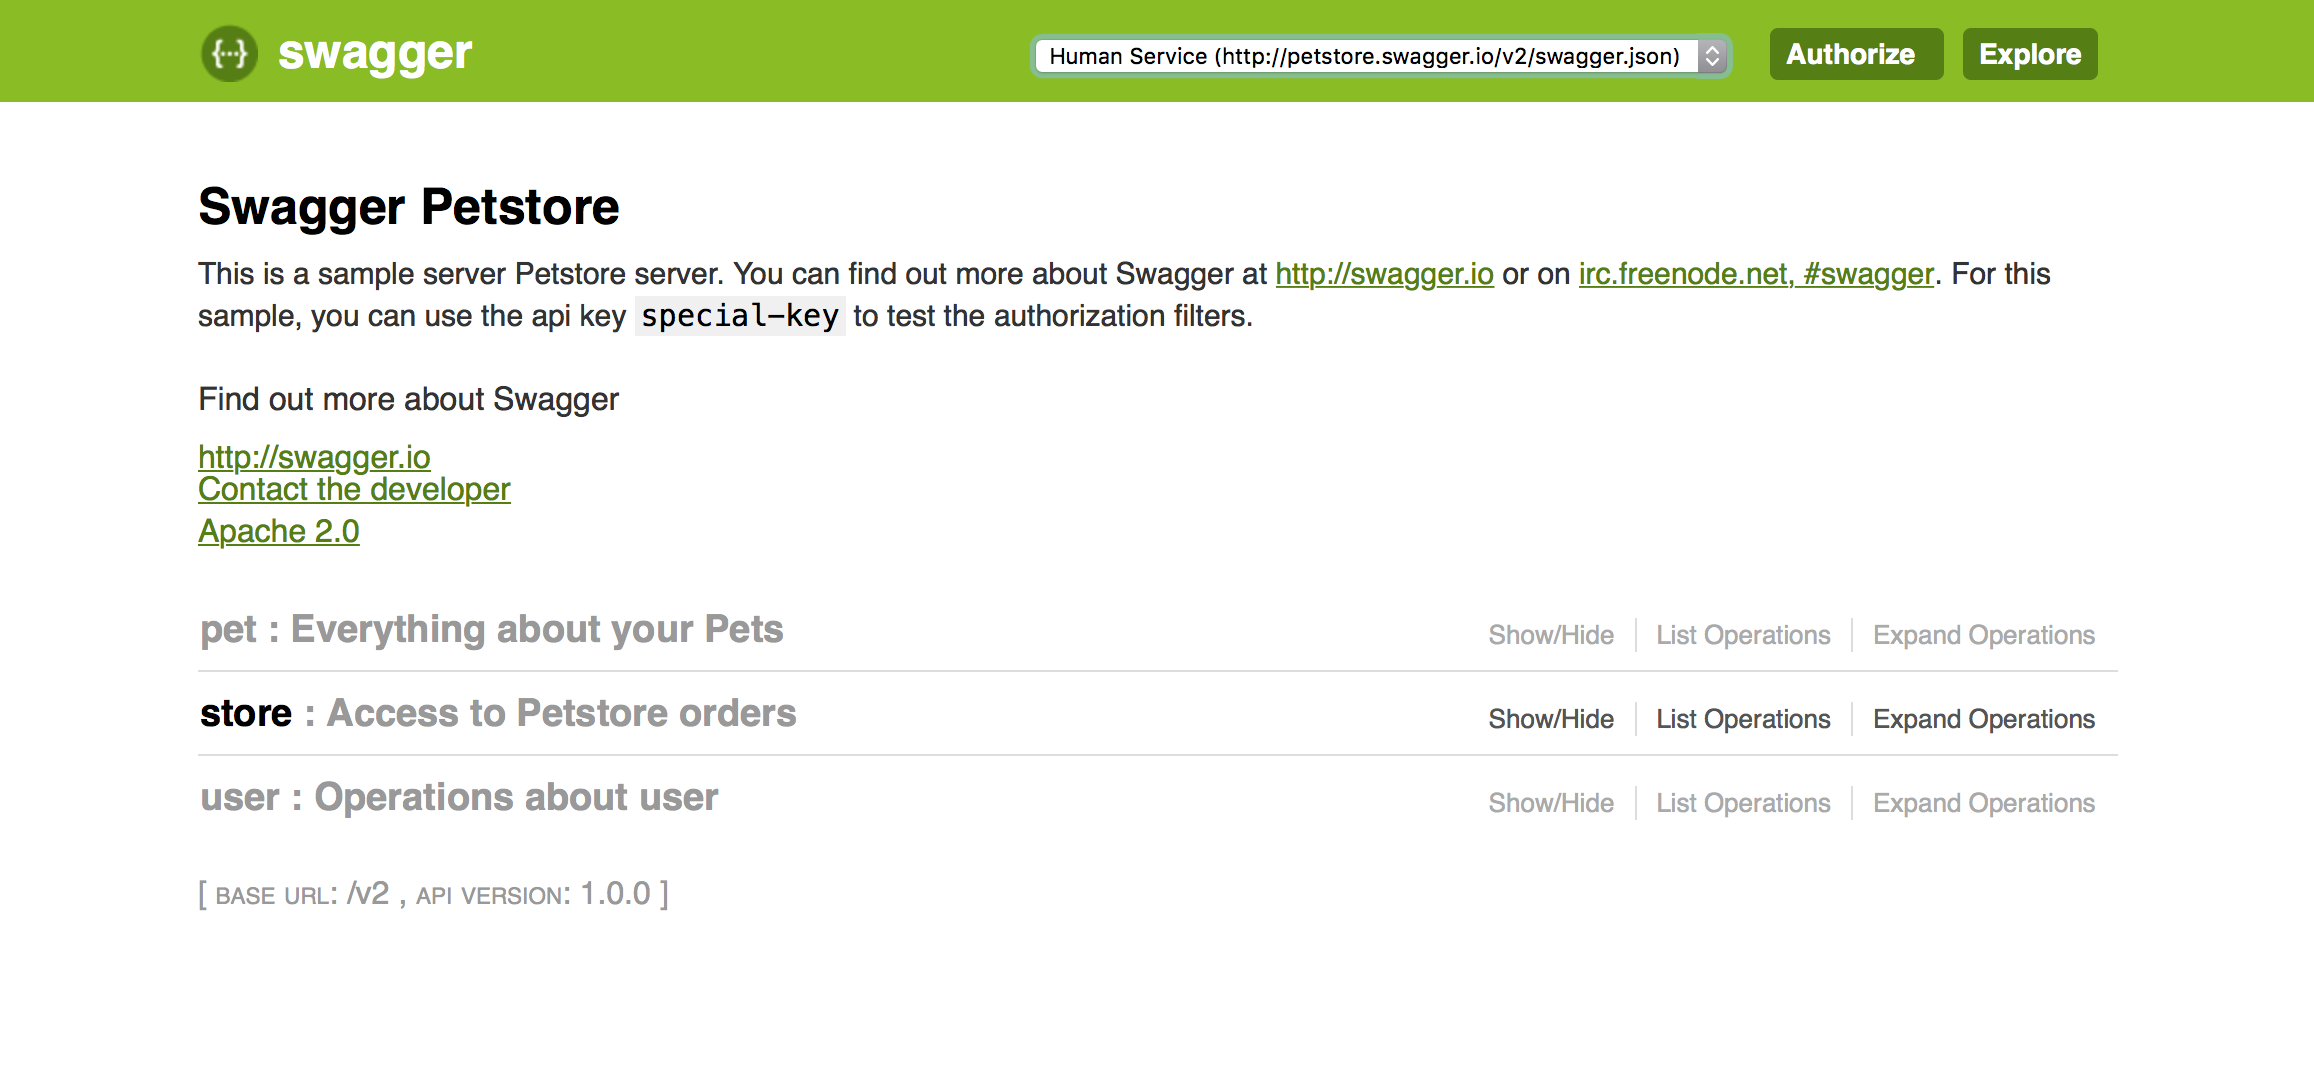 {···} swagger
Human Service (http://petstore.swagger.io/v2/swagger.json)
Authorize
Explore
Swagger Petstore
This is a sample server Petstore server. You can find out more about Swagger at http://swagger.io or on irc.freenode.net, #swagger. For this
sample, you can use the api key special-key to test the authorization filters.
Find out more about Swagger
http://swagger.io
Contact the developer
Apache 2.0
pet : Everything about your Pets
Show/Hide
List Operations
Expand Operations
store : Access to Petstore orders
Show/Hide
List Operations
Expand Operations
user : Operations about user
Show/Hide
List Operations
Expand Operations
[ BASE URL: /v2 , API VERSION: 1.0.0 ]